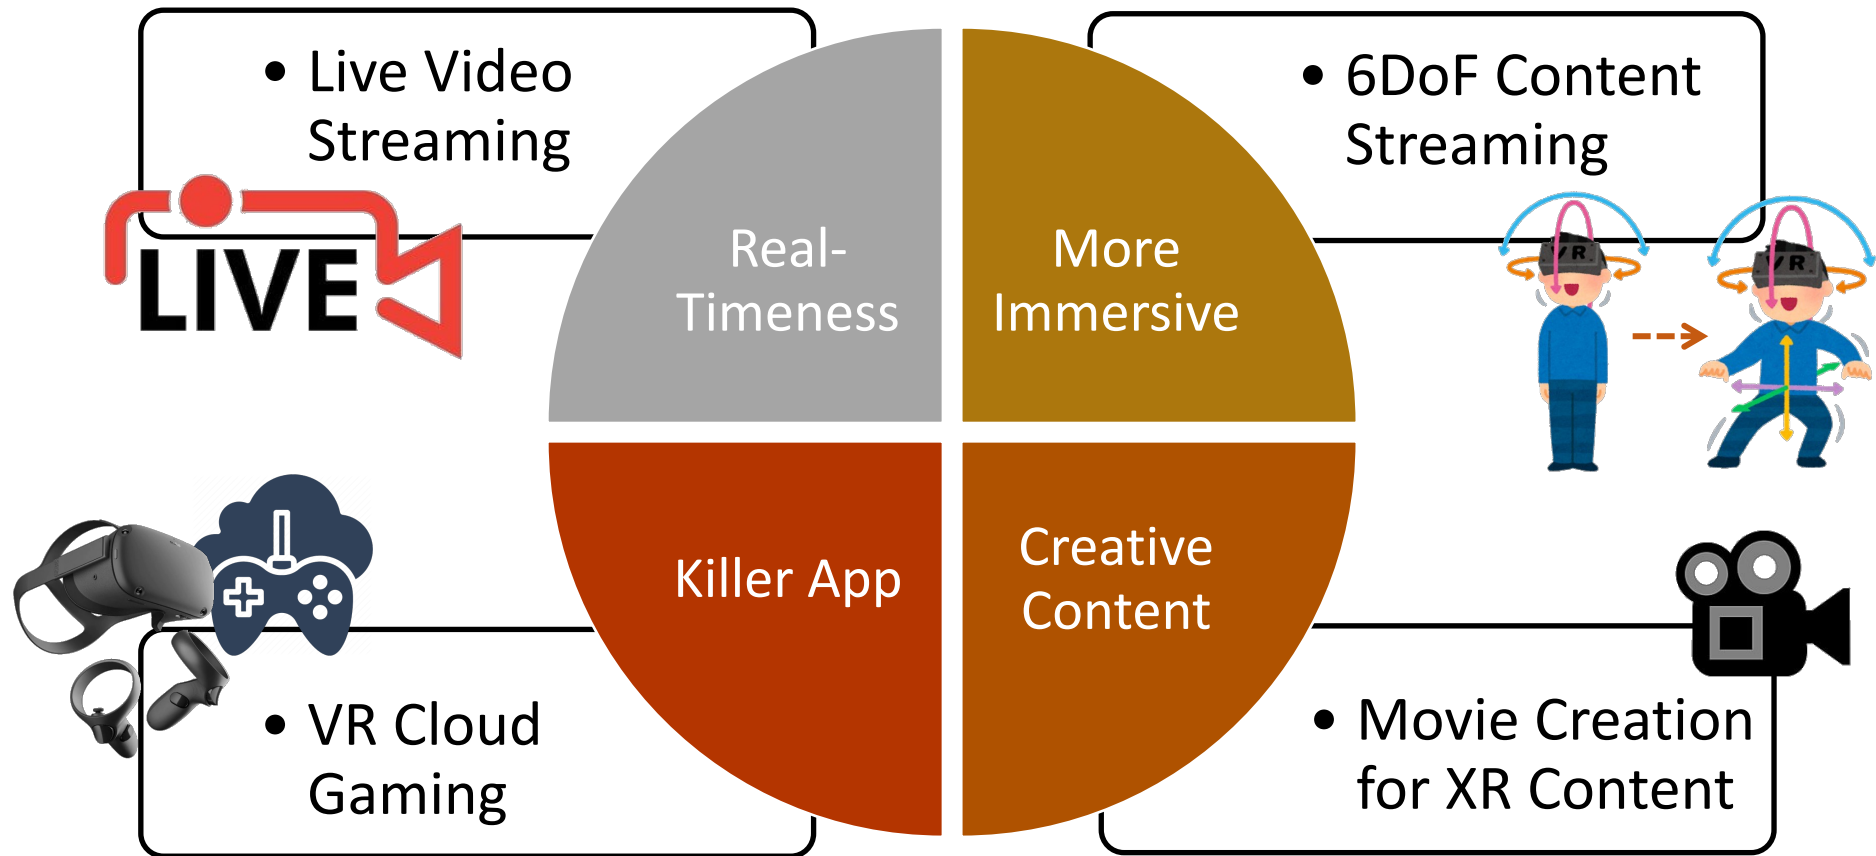 • Live Video
Streaming
LIVE
Real-
Timeness
More
Immersive
• 6DoF Content
Streaming
VR
VR
Killer App
Creative
Content
• VR Cloud
Gaming
• Movie Creation
for XR Content